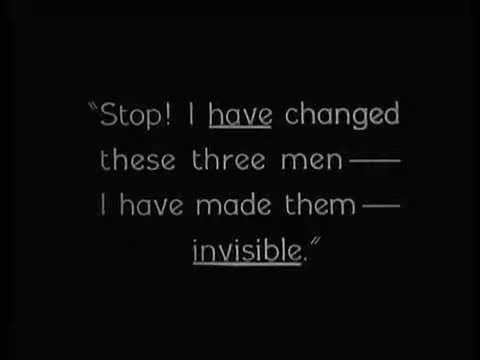 "Stop! I have changed
these three men——
I have made them——
invisible."